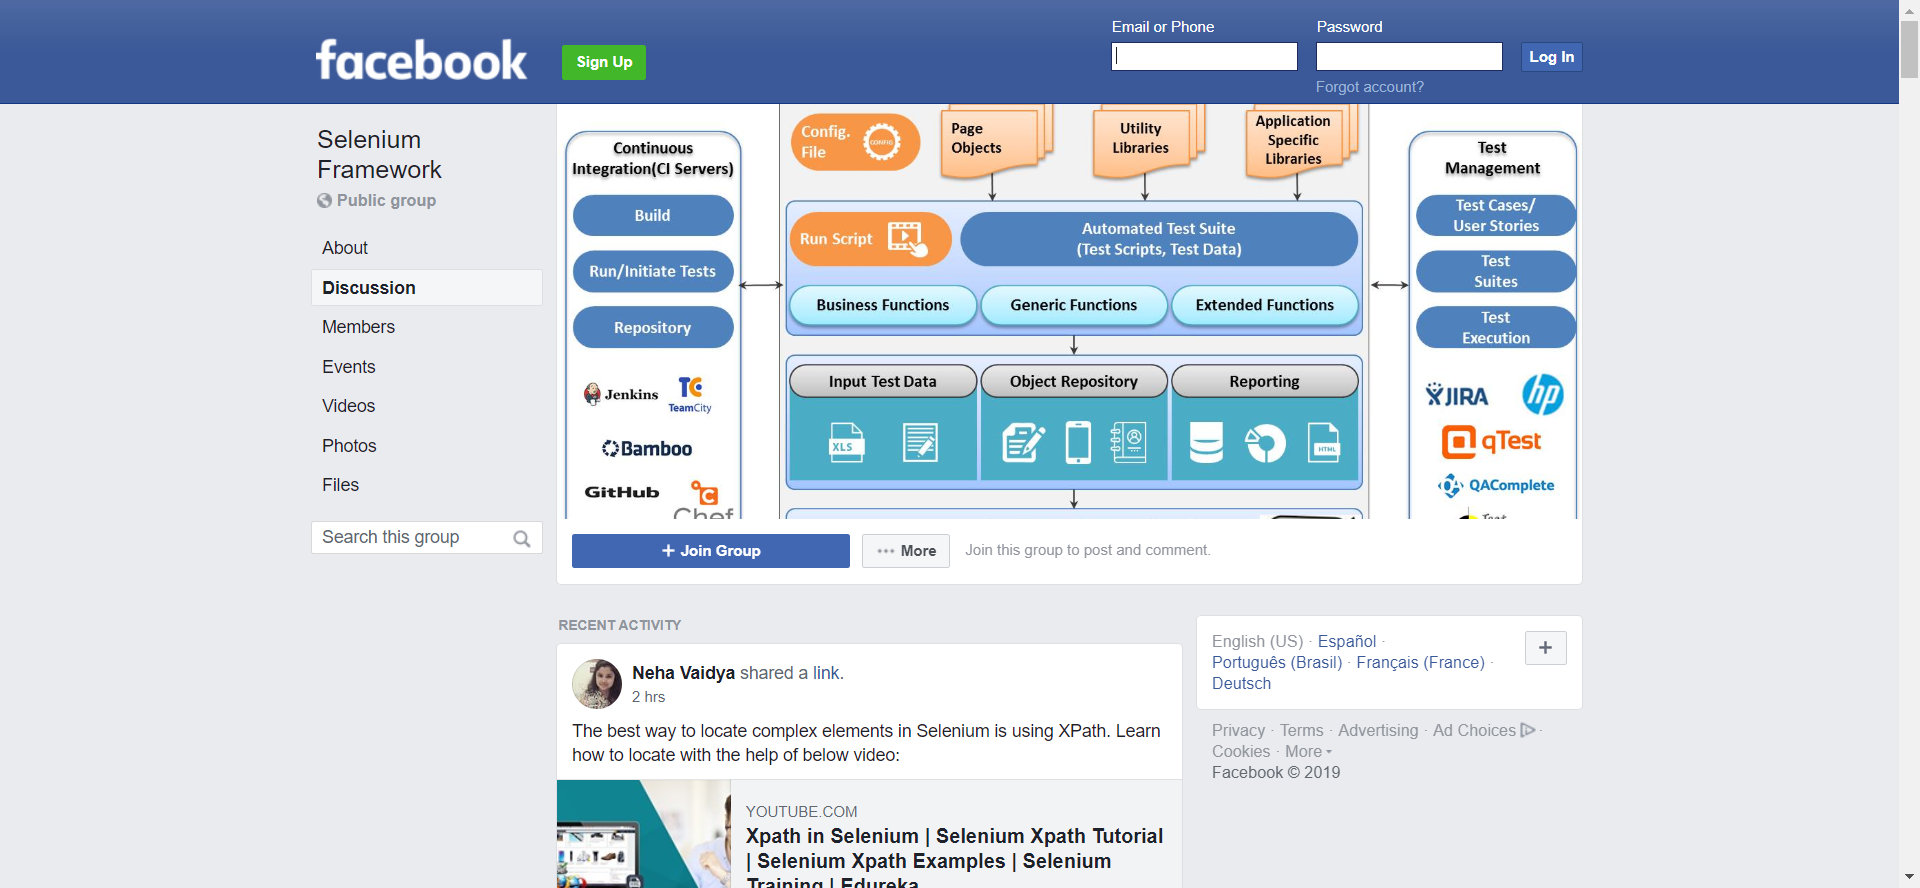 facebook
Sign Up
Email or Phone
Password
Log In
Forgot account?
Selenium
Framework
Public group
About
Discussion
Members
Events
Videos
Photos
Files
Search this group
Continuous
Integration(CI Servers)
Build
Run/Initiate Tests
Repository
Jenkins
TC
TeamCity
Bamboo
GitHub
C
Chef
Config.
File
CONFIG
Page
Objects
Utility
Libraries
Application
Specific
Libraries
Run Script
Automated Test Suite
(Test Scripts, Test Data)
Business Functions
Generic Functions
Extended Functions
Input Test Data
Object Repository
Reporting
XLS
HTML
Test
Management
Test Cases/
User Stories
Test
Suites
Test
Execution
JIRA
hp
qTest
QAComplete
Test
+ Join Group
••• More
Join this group to post and comment.
RECENT ACTIVITY
Neha Vaidya shared a link.
2 hrs
The best way to locate complex elements in Selenium is using XPath. Learn
how to locate with the help of below video:
YOUTUBE.COM
Xpath in Selenium | Selenium Xpath Tutorial
| Selenium Xpath Examples | Selenium
Training | Edureka
English (US) · Español ·
Português (Brasil) · Français (France) ·
Deutsch
+
Privacy · Terms · Advertising · Ad Choices ·
Cookies · More
Facebook © 2019